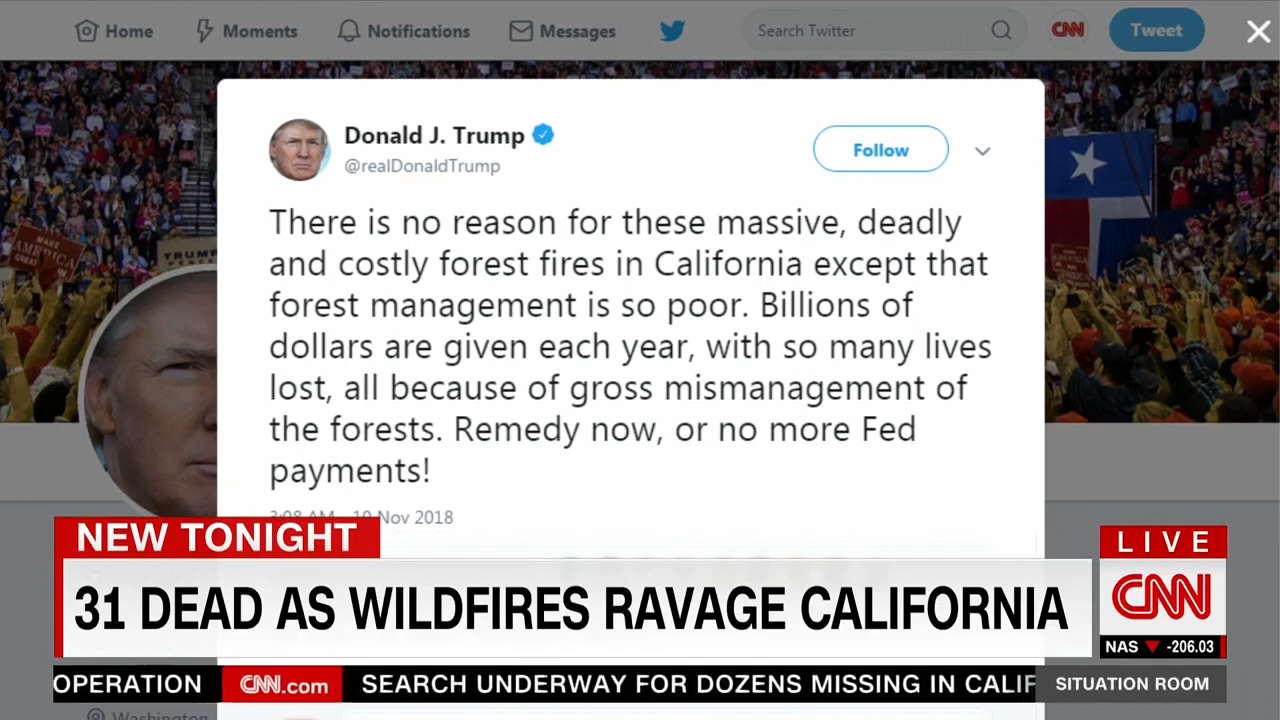 Home Moments Notifications Messages Search Twitter CNN Tweet
Donald J. Trump
@realDonaldTrump
Follow
There is no reason for these massive, deadly
and costly forest fires in California except that
forest management is so poor. Billions of
dollars are given each year, with so many lives
lost, all because of gross mismanagement of
the forests. Remedy now, or no more Fed
payments!
3:08 AM - 10 Nov 2018
MAKE
AMERICA
GREAT
TRUMP
NEW TONIGHT
31 DEAD AS WILDFIRES RAVAGE CALIFORNIA
LIVE
CNN
NAS -206.03
OPERATION CNN.com SEARCH UNDERWAY FOR DOZENS MISSING IN CALIF
SITUATION ROOM
Washington